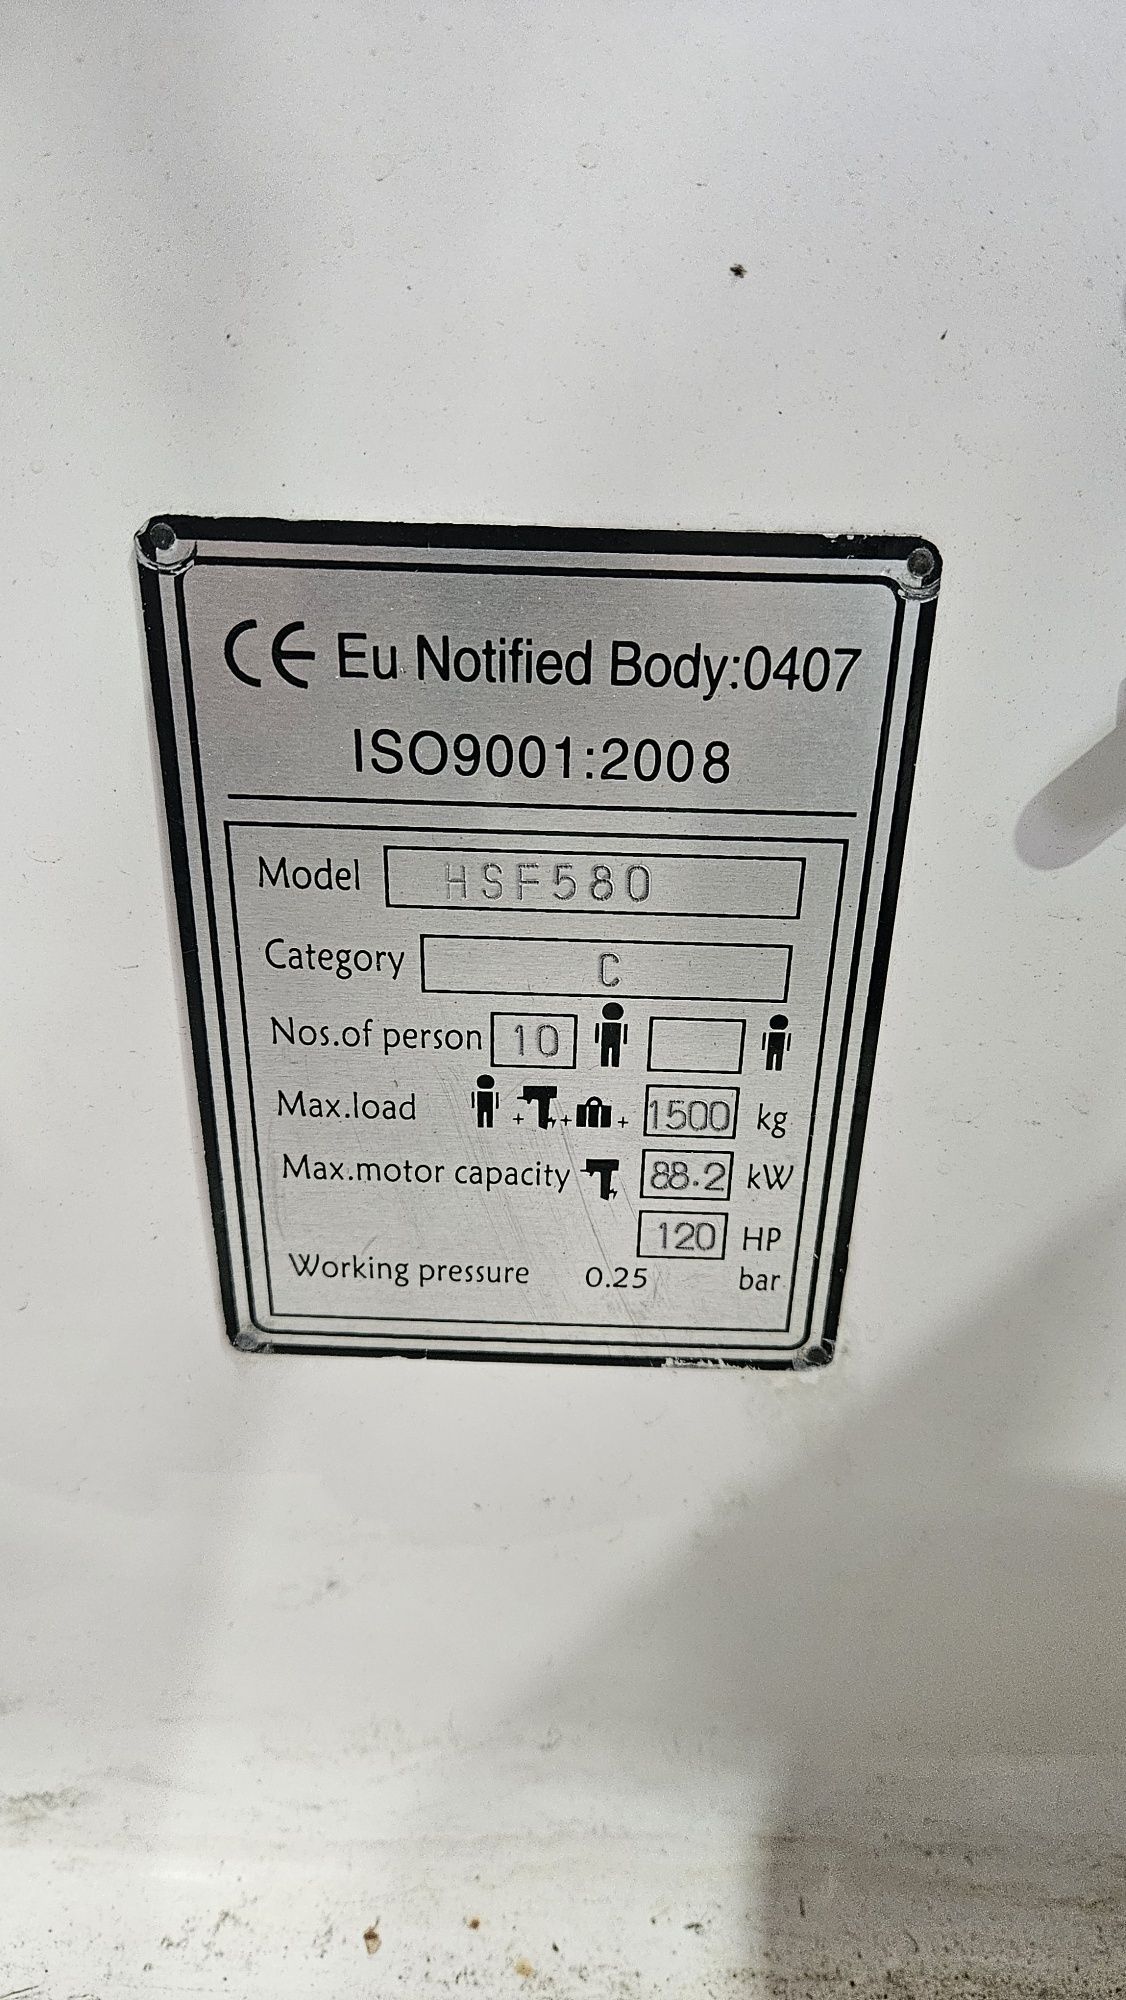 CE Eu Notified Body:0407
ISO9001:2008
Model HSF580
Category C
Nos.of person 10
Max.load + + + 1500 kg
Max.motor capacity 88.2 kW
120 HP
Working pressure 0.25 bar